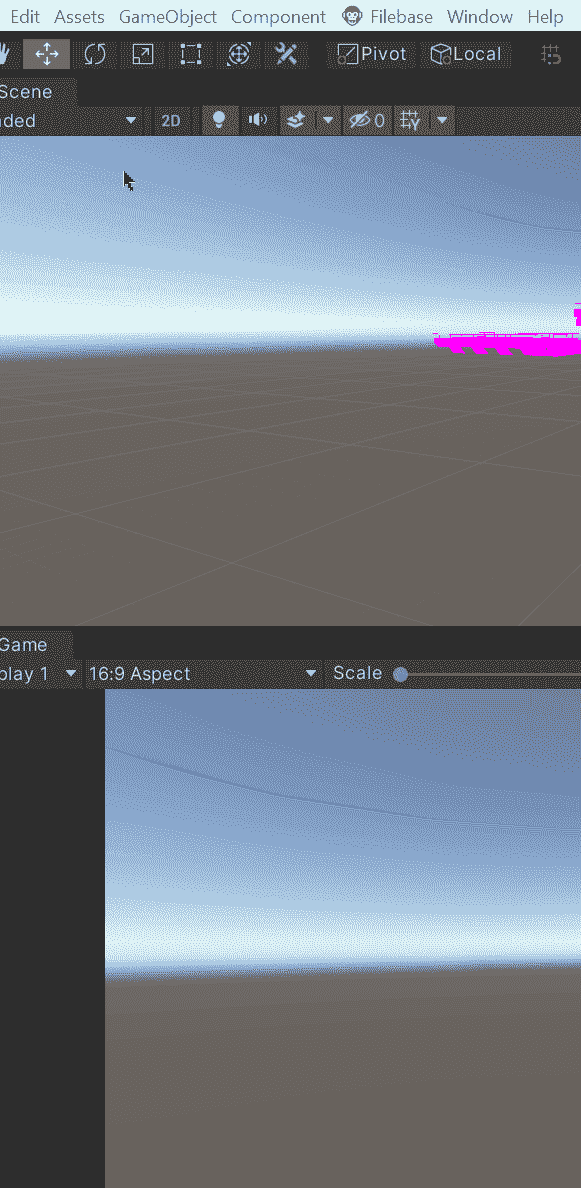 Edit Assets GameObject Component Filebase Window Help
Pivot Local
Scene
ded 2D 0
Game
play 1 16:9 Aspect Scale